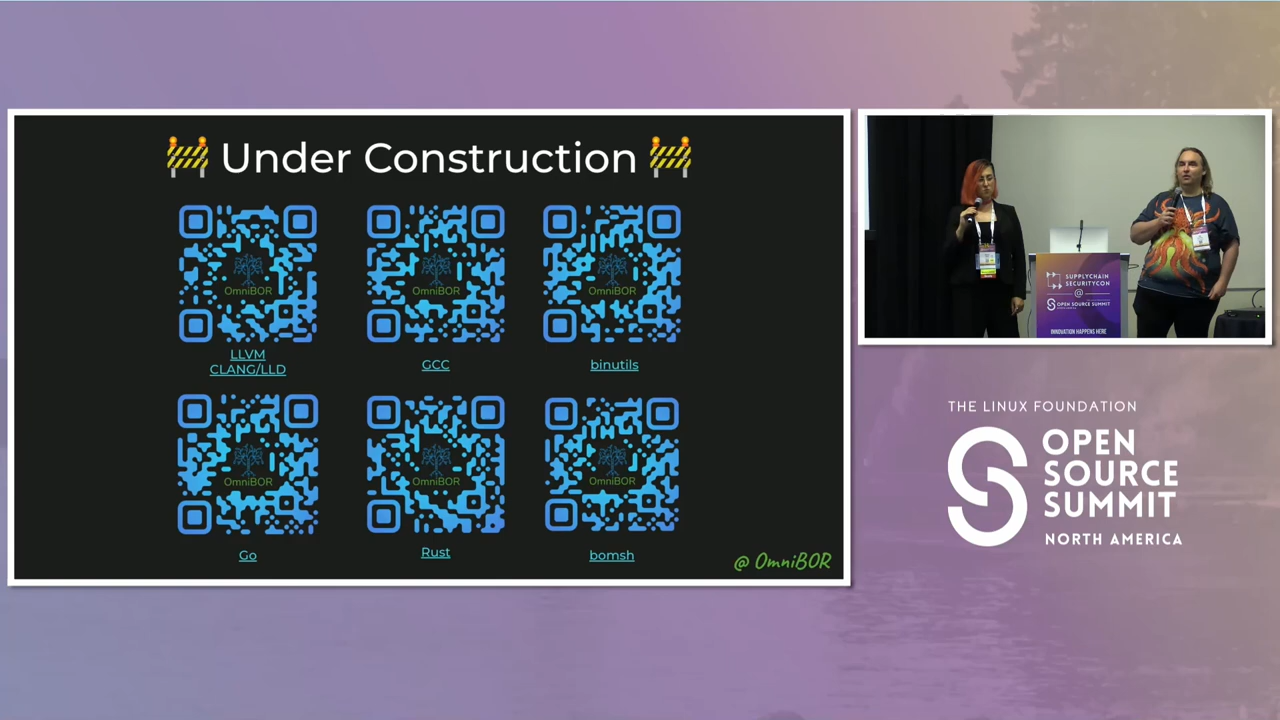 Under Construction
OmniBOR
OmniBOR
OmniBOR
LLVM
CLANG/LLD
GCC
binutils
OmniBOR
OmniBOR
OmniBOR
Go
Rust
bomsh
@ OmniBOR
SUPPLYCHAIN
SECURITYCON
@
OPEN SOURCE SUMMIT
INNOVATION HAPPENS HERE
THE LINUX FOUNDATION
OPEN
SOURCE
SUMMIT
NORTH AMERICA